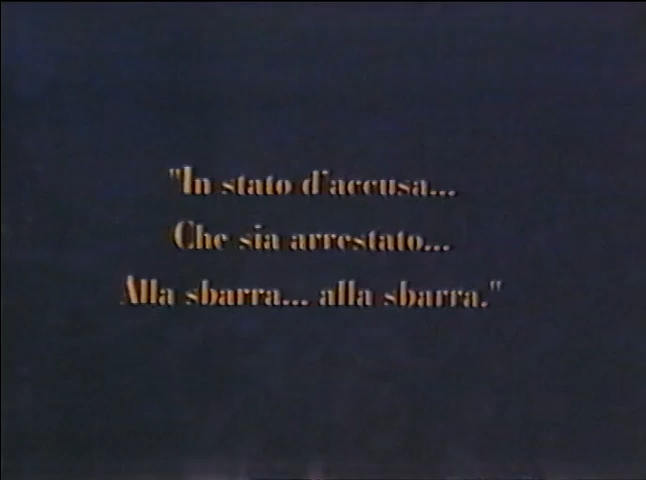 "In stato d'accusa...
Che sia arrestato...
Alla sbarra... alla sbarra."